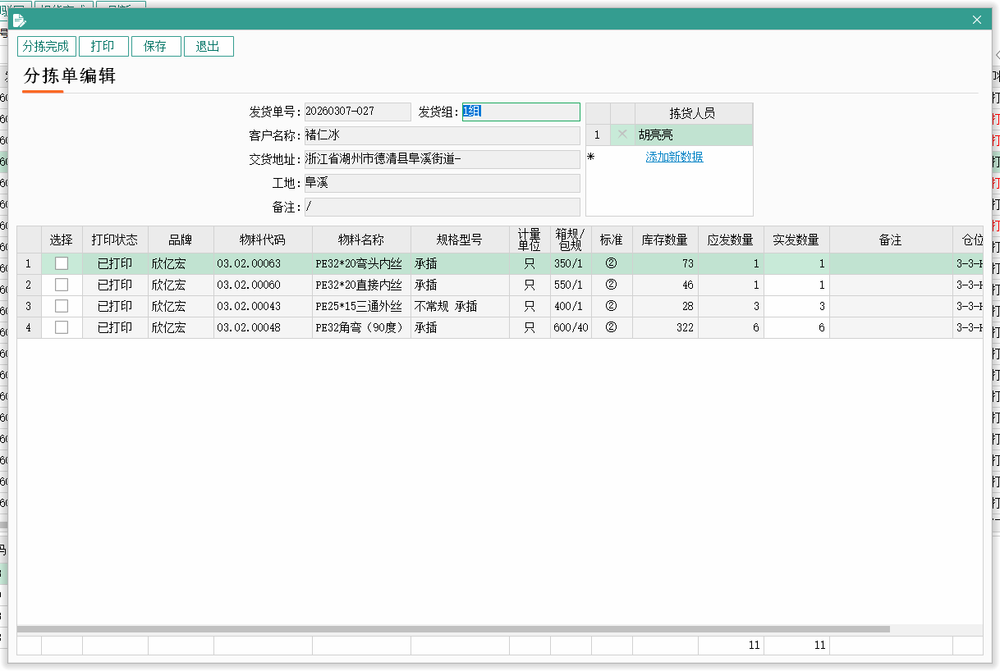 分拣完成 打印 保存 退出
分拣单编辑
发货单号: 20260307-027 发货组: 1组
客户名称: 褚仁冰
交货地址: 浙江省湖州市德清县阜溪街道-
工地: 阜溪
备注: /
拣货人员
1 胡亮亮
* 添加新数据
选择 打印状态 品牌 物料代码 物料名称 规格型号 计量单位 箱规/包规 标准 库存数量 应发数量 实发数量 备注 仓位
1 已打印 欣亿宏 03.02.00063 PE32*20弯头内丝 承插 只 350/1 ② 73 1 1 3-3-H
2 已打印 欣亿宏 03.02.00060 PE32*20直接内丝 承插 只 550/1 ② 46 1 1 3-3-H
3 已打印 欣亿宏 03.02.00043 PE25*15三通外丝 不常规 承插 只 400/1 ② 28 3 3 3-3-H
4 已打印 欣亿宏 03.02.00048 PE32角弯（90度） 承插 只 600/40 ② 322 6 6 3-3-H
11 11